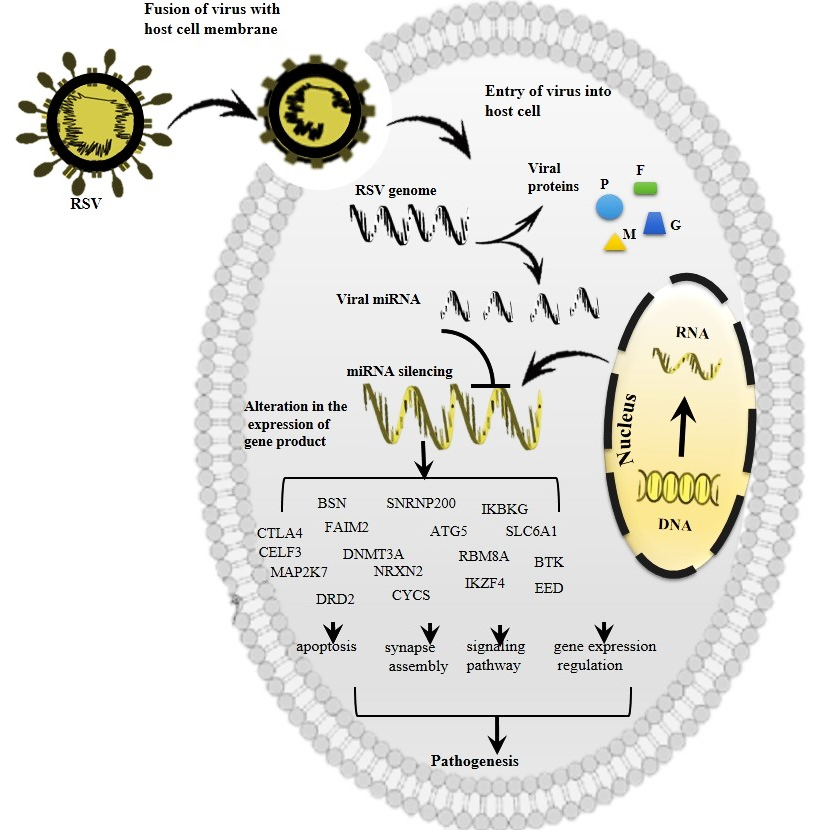 Fusion of virus with
host cell membrane
RSV
Entry of virus into
host cell
Viral
proteins
P
F
G
M
RSV genome
Viral miRNA
miRNA silencing
Alteration in the
expression of
gene product
Nucleus
RNA
DNA
BSN
SNRNP200
IKBKG
CTLA4
FAIM2
ATG5
SLC6A1
CELF3
DNMT3A
RBM8A
BTK
MAP2K7
NRXN2
IKZF4
EED
DRD2
CYCS
apoptosis
synapse
assembly
signaling
pathway
gene expression
regulation
Pathogenesis